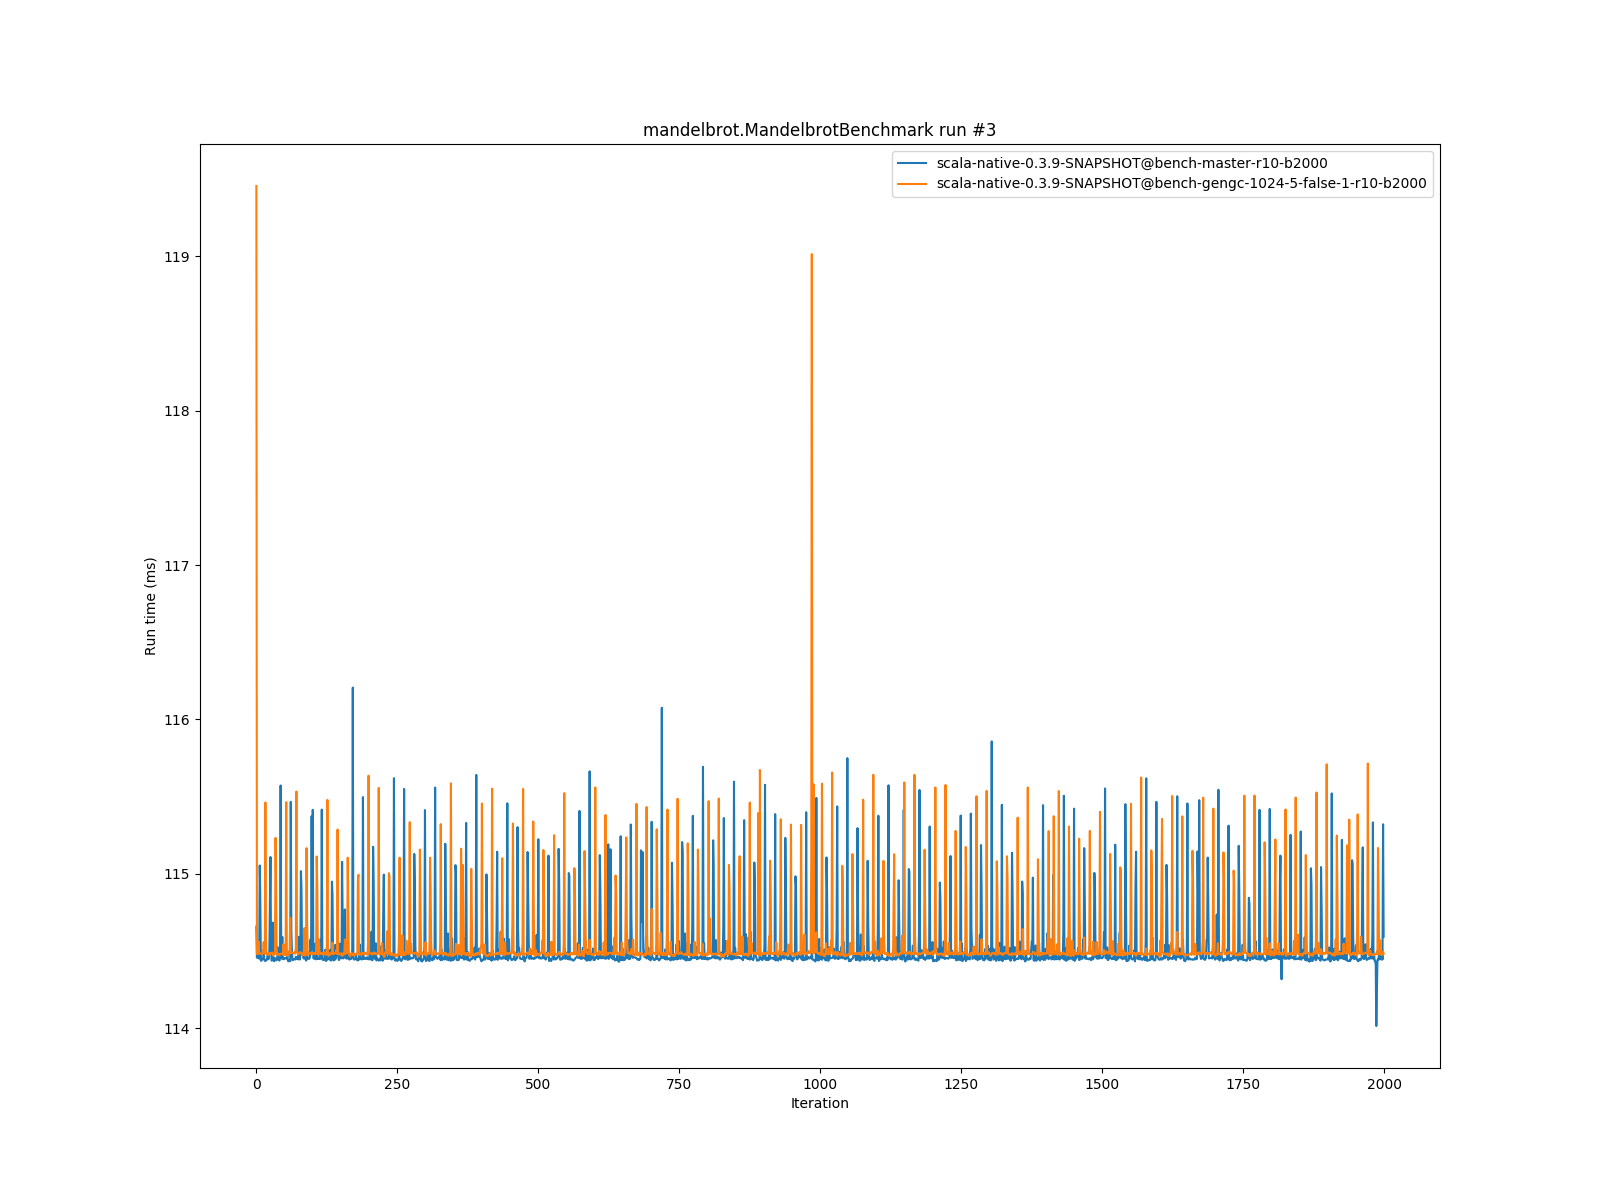 mandelbrot.MandelbrotBenchmark run #3
scala-native-0.3.9-SNAPSHOT@bench-master-r10-b2000
scala-native-0.3.9-SNAPSHOT@bench-gengc-1024-5-false-1-r10-b2000
119
118
117
116
115
114
Run time (ms)
0 250 500 750 1000 1250 1500 1750 2000
Iteration